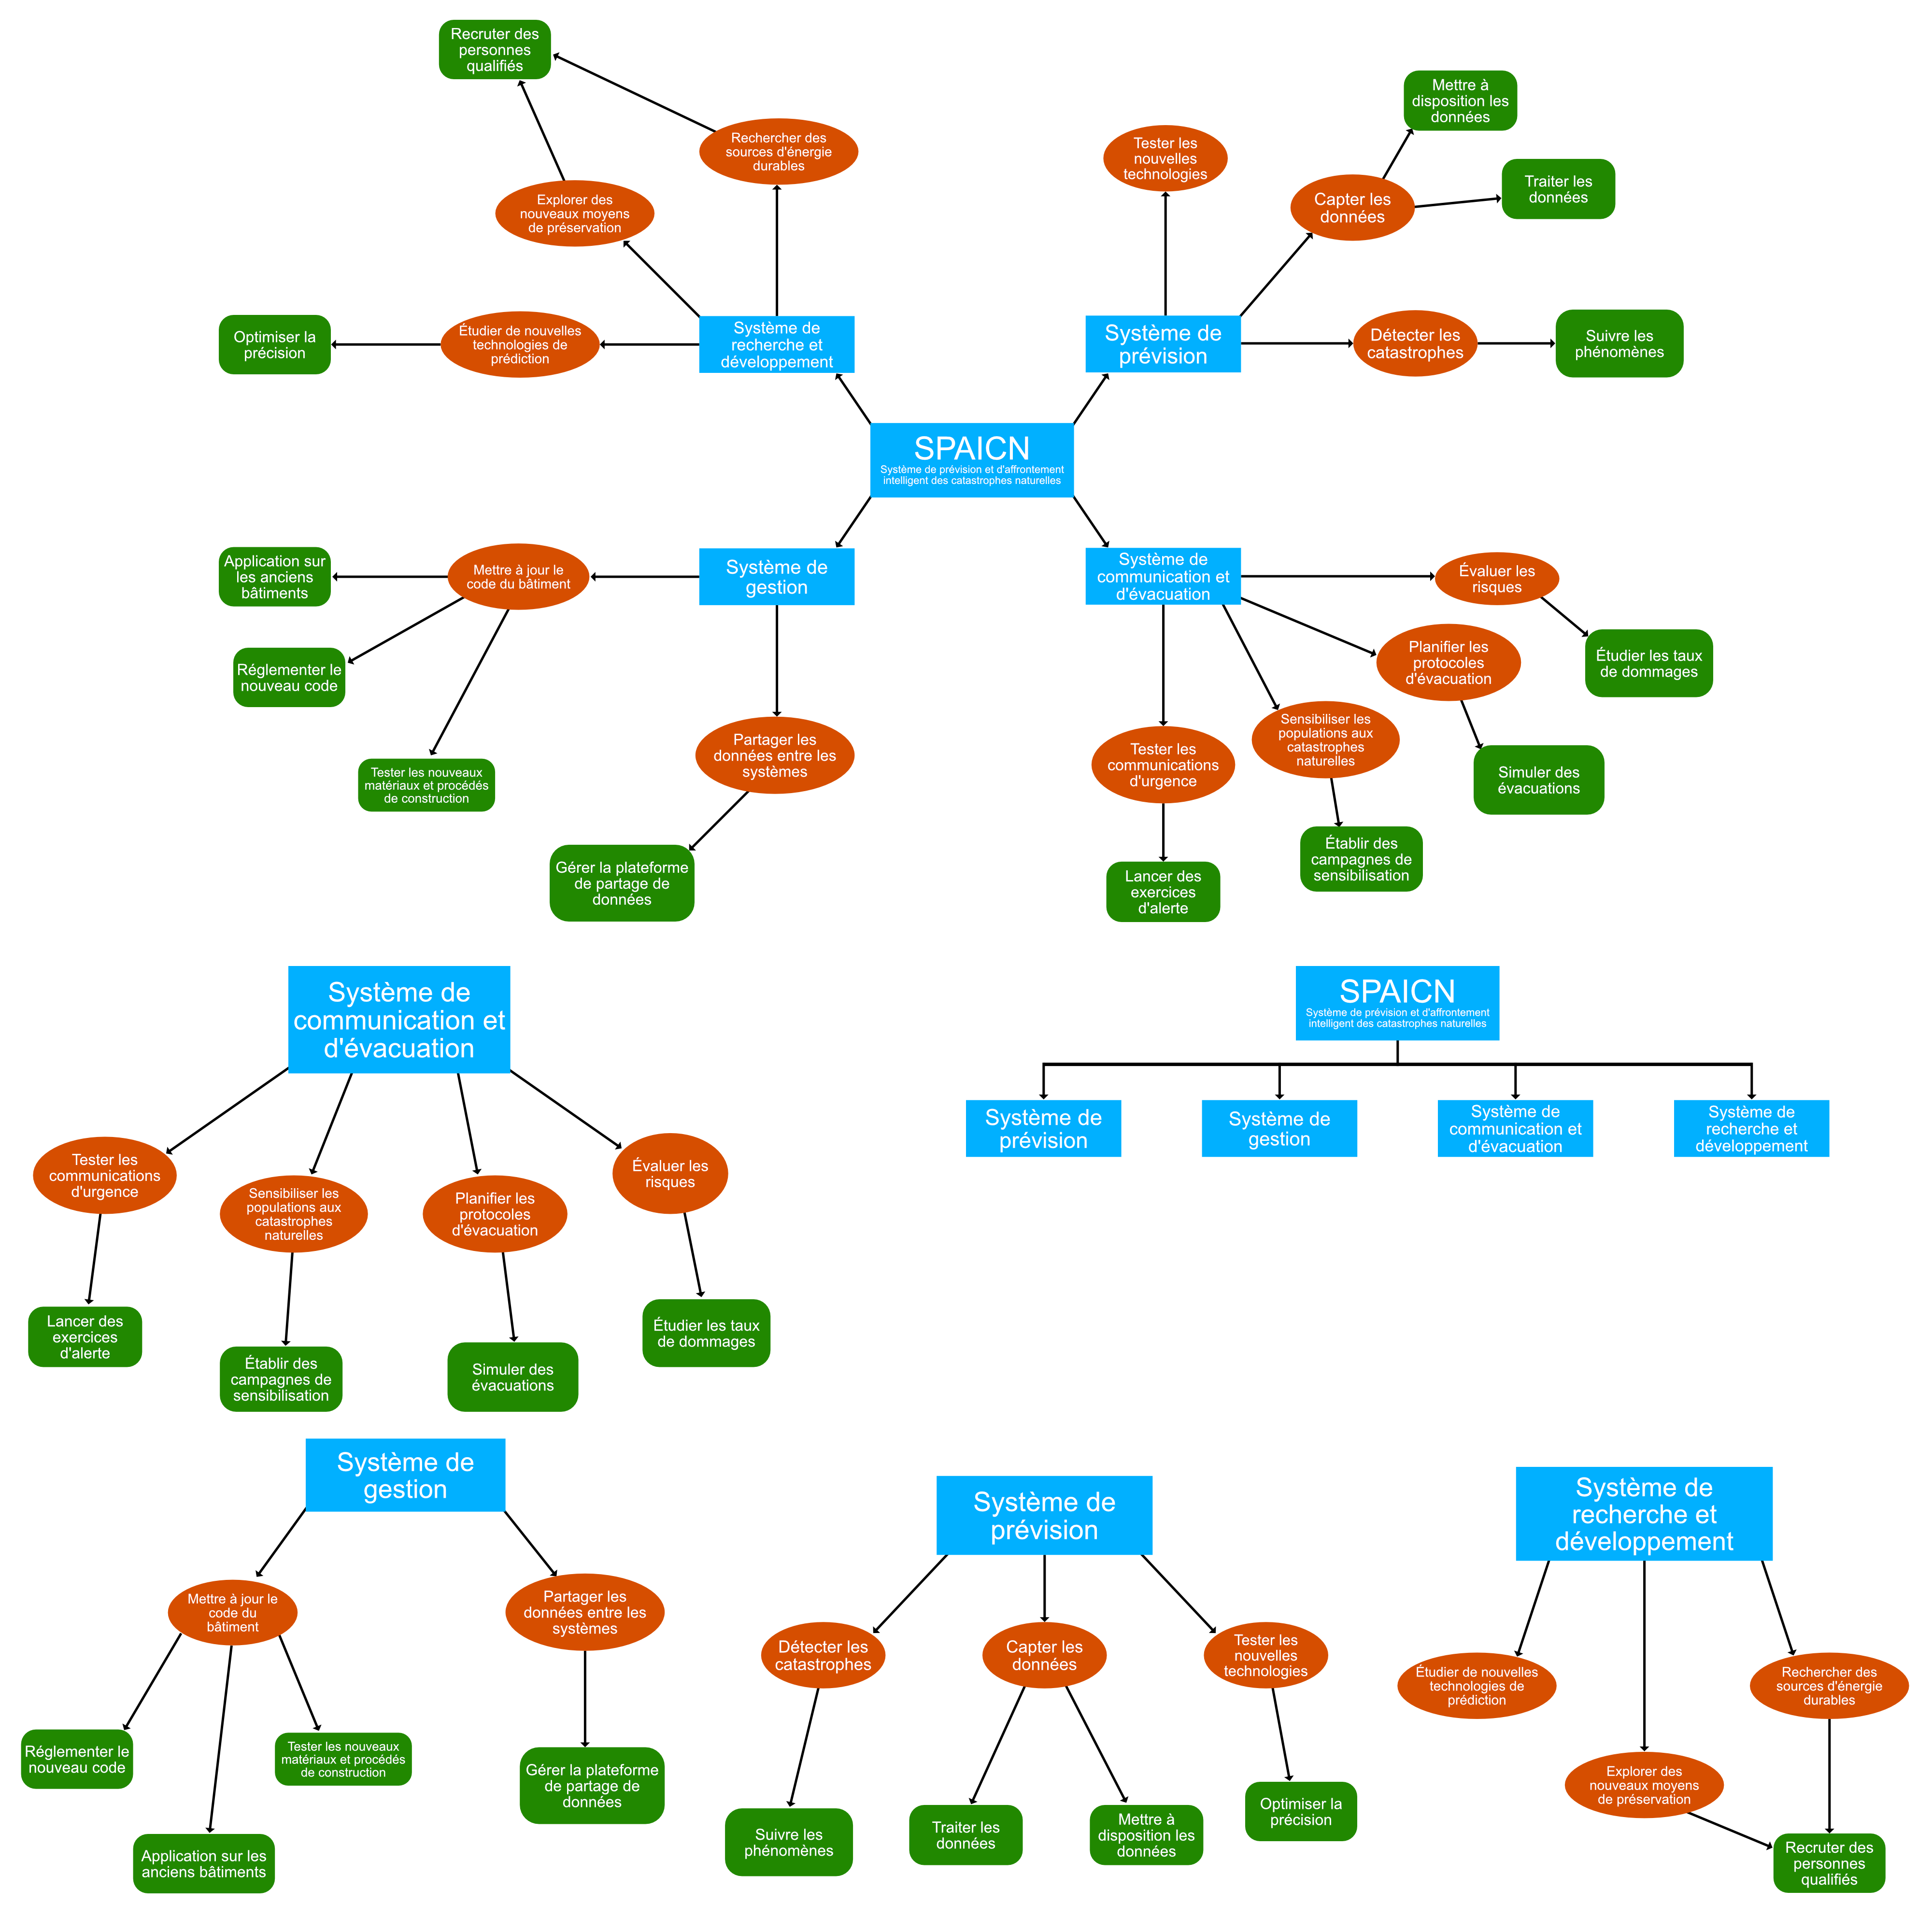 Recruter des
personnes
qualifiés
Rechercher des
sources d'énergie
durables
Explorer des
nouveaux moyens
de préservation
Optimiser la
précision
Étudier de nouvelles
technologies de
prédiction
Système de
recherche et
développement
Tester les
nouvelles
technologies
Mettre à
disposition les
données
Capter les
données
Traiter les
données
Système de
prévision
Détecter les
catastrophes
Suivre les
phénomènes
SPAICN
Système de prévision et d'affrontement
intelligent des catastrophes naturelles
Application sur
les anciens
bâtiments
Mettre à jour le
code du bâtiment
Système de
gestion
Réglementer le
nouveau code
Tester les nouveaux
matériaux et procédés
de construction
Partager les
données entre les
systèmes
Gérer la plateforme
de partage de
données
Système de
communication et
d'évacuation
Évaluer les
risques
Étudier les taux
de dommages
Planifier les
protocoles
d'évacuation
Simuler des
évacuations
Sensibiliser les
populations aux
catastrophes
naturelles
Établir des
campagnes de
sensibilisation
Tester les
communications
d'urgence
Lancer des
exercices
d'alerte
Système de
communication et
d'évacuation
Tester les
communications
d'urgence
Sensibiliser les
populations aux
catastrophes
naturelles
Planifier les
protocoles
d'évacuation
Évaluer les
risques
Lancer des
exercices
d'alerte
Établir des
campagnes de
sensibilisation
Simuler des
évacuations
Étudier les taux
de dommages
SPAICN
Système de prévision et d'affrontement
intelligent des catastrophes naturelles
Système de
prévision
Système de
gestion
Système de
communication et
d'évacuation
Système de
recherche et
développement
Système de
gestion
Mettre à jour le
code du
bâtiment
Partager les
données entre les
systèmes
Réglementer le
nouveau code
Application sur les
anciens bâtiments
Tester les nouveaux
matériaux et procédés
de construction
Gérer la plateforme
de partage de
données
Système de
prévision
Détecter les
catastrophes
Capter les
données
Tester les
nouvelles
technologies
Suivre les
phénomènes
Traiter les
données
Mettre à
disposition les
données
Optimiser la
précision
Système de
recherche et
développement
Étudier de nouvelles
technologies de
prédiction
Explorer des
nouveaux moyens
de préservation
Rechercher des
sources d'énergie
durables
Recruter des
personnes
qualifiés